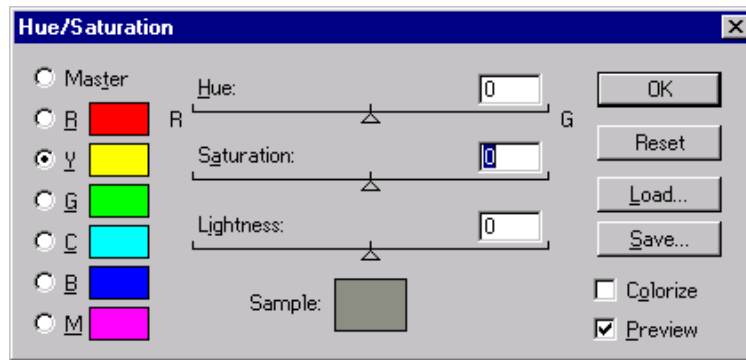 Hue/Saturation
Master
R
Y
G
C
B
M
Hue:
0
R
G
Saturation:
0
Lightness:
0
Sample:
OK
Reset
Load...
Save...
Colorize
Preview